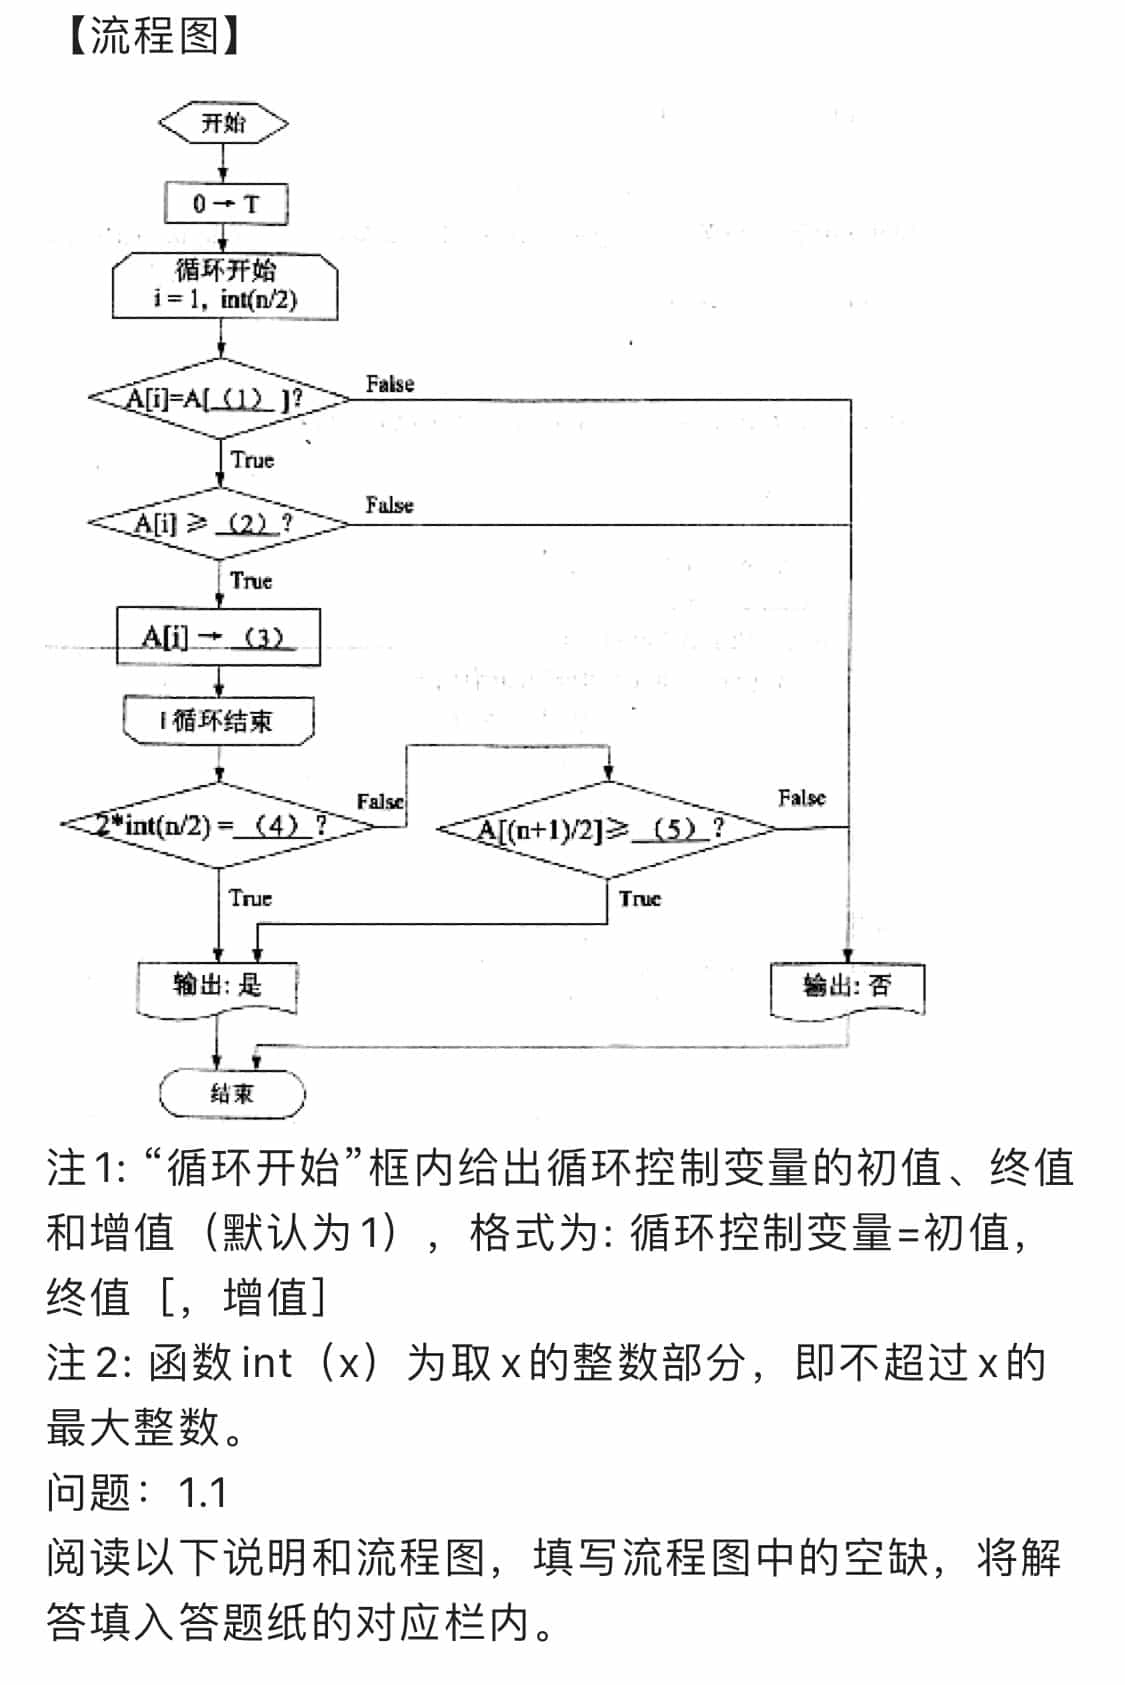 【流程图】
开始
0→T
循环开始
i = 1, int(n/2)
A[i]=A[（1）]?
False
True
A[i] ≥ （2）?
False
True
A[i] → （3）
i 循环结束
2*int(n/2) = （4）?
False
A[(n+1)/2]≥ （5）?
False
True
True
输出: 是
输出: 否
结束
注1: “循环开始”框内给出循环控制变量的初值、终值
和增值（默认为1），格式为: 循环控制变量=初值，
终值［，增值］
注2: 函数int（x）为取x的整数部分，即不超过x的
最大整数。
问题：1.1
阅读以下说明和流程图，填写流程图中的空缺，将解
答填入答题纸的对应栏内。